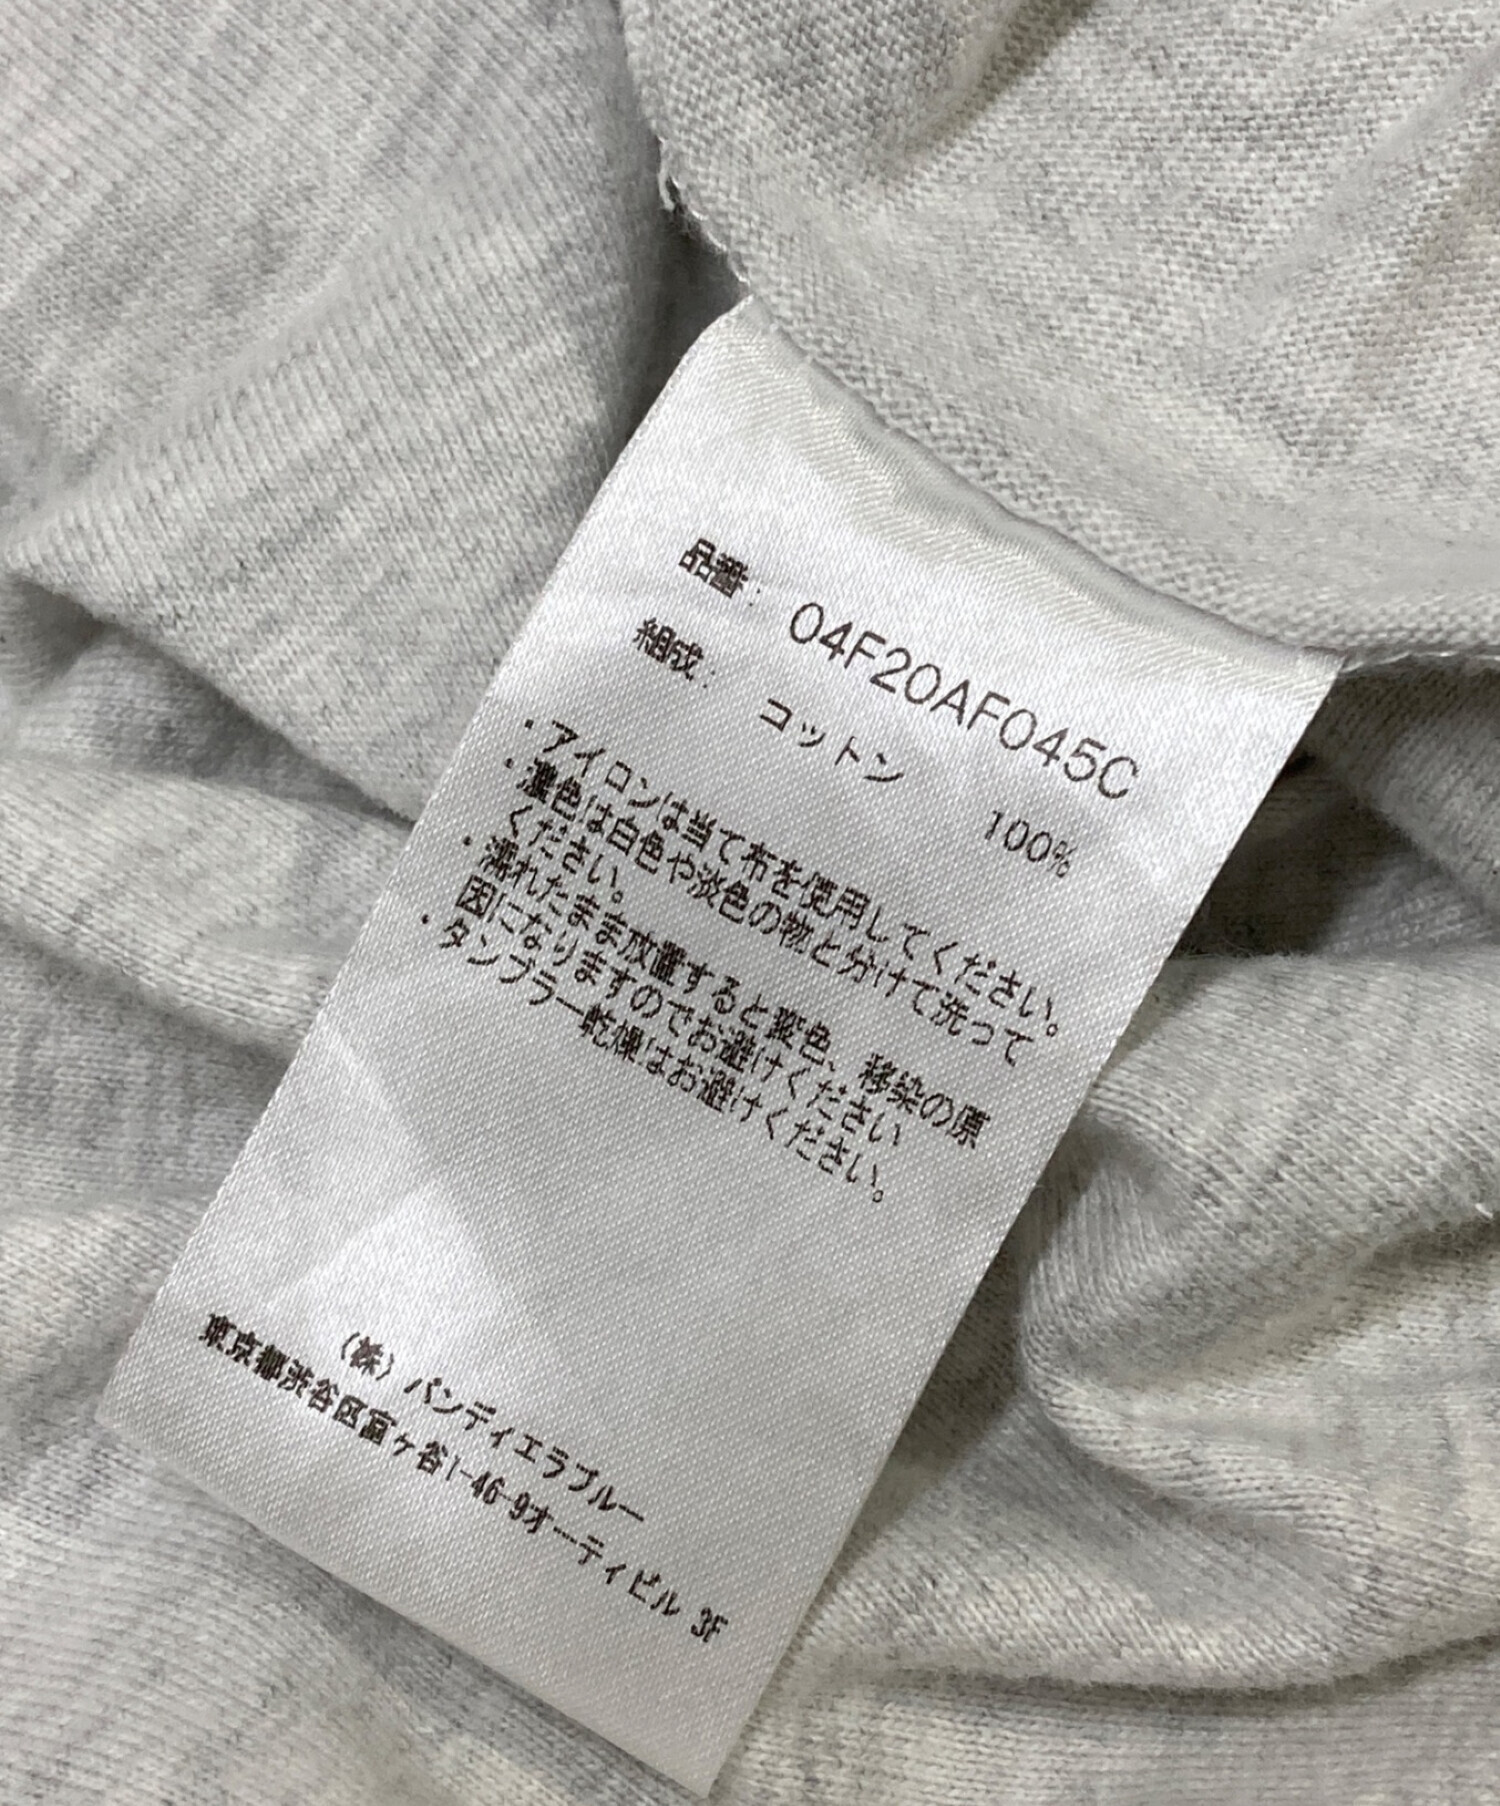 品番: 04F20AF045C
組成: コットン 100%
・アイロンは当て布を使用してください。
・濃色は白色や淡色の物と分けて洗って
ください。
・濡れたまま放置すると変色、移染の原
因になりますのでお避けください
・タンブラー乾燥はお避けください。
(株)バンディエラブルー
東京都渋谷区富ケ谷1-46-9オーティビル 3F